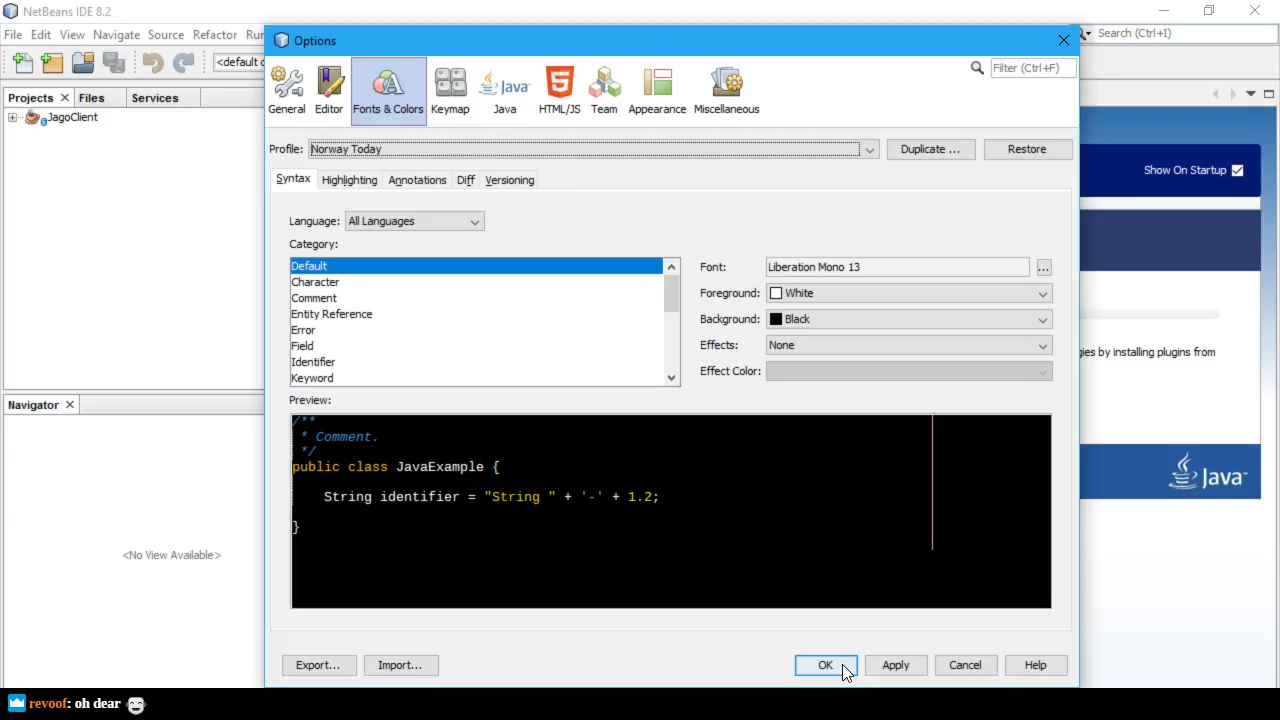 NetBeans IDE 8.2
File Edit View Navigate Source Refactor Run
Search (Ctrl+I)
<default c
Options
Filter (Ctrl+F)
General Editor Fonts & Colors Keymap Java HTML/JS Team Appearance Miscellaneous
Projects Files Services
JagoClient
Profile: Norway Today Duplicate ... Restore
Syntax Highlighting Annotations Diff Versioning
Show On Startup
Language: All Languages
Category:
Default
Character
Comment
Entity Reference
Error
Field
Identifier
Keyword
Font: Liberation Mono 13 ...
Foreground: White
Background: Black
Effects: None
Effect Color:
gies by installing plugins from
Preview:
/**
* Comment.
*/
public class JavaExample {
String identifier = "String " + '-' + 1.2;
}
Navigator
<No View Available>
Java
Export... Import... OK Apply Cancel Help
revoof: oh dear